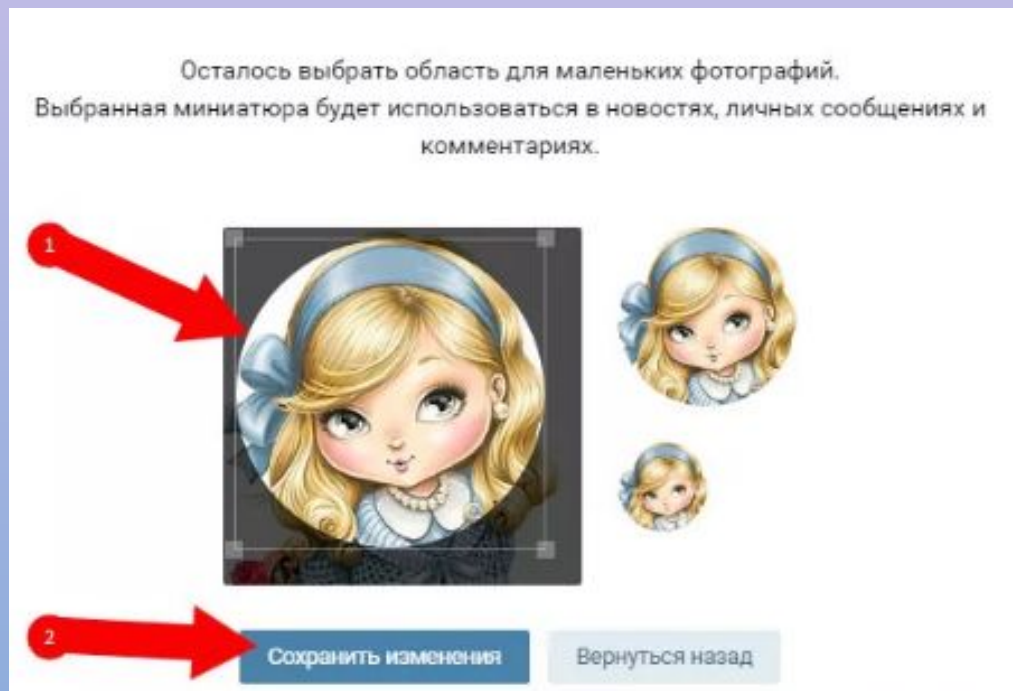 Осталось выбрать область для маленьких фотографий.
Выбранная миниатюра будет использоваться в новостях, личных сообщениях и
комментариях.
1
2
Сохранить изменения
Вернуться назад